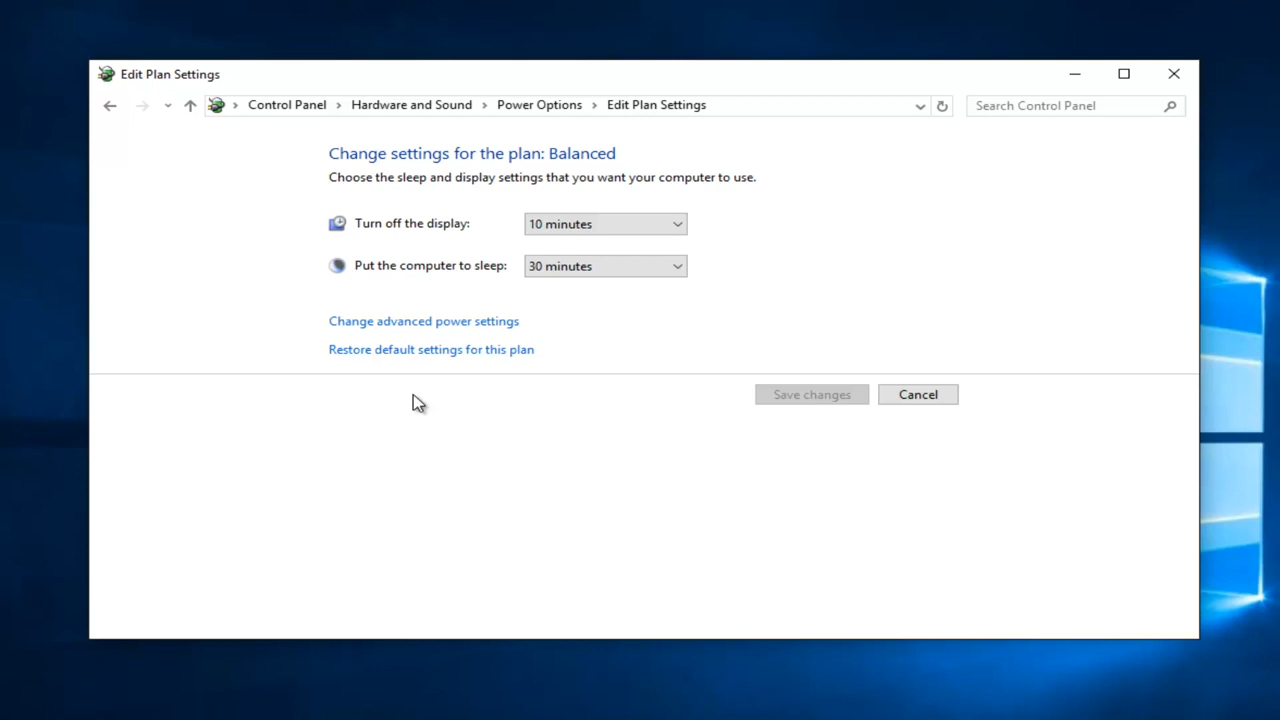 Edit Plan Settings
Control Panel Hardware and Sound Power Options Edit Plan Settings Search Control Panel
Change settings for the plan: Balanced
Choose the sleep and display settings that you want your computer to use.
Turn off the display: 10 minutes
Put the computer to sleep: 30 minutes
Change advanced power settings
Restore default settings for this plan
Save changes Cancel